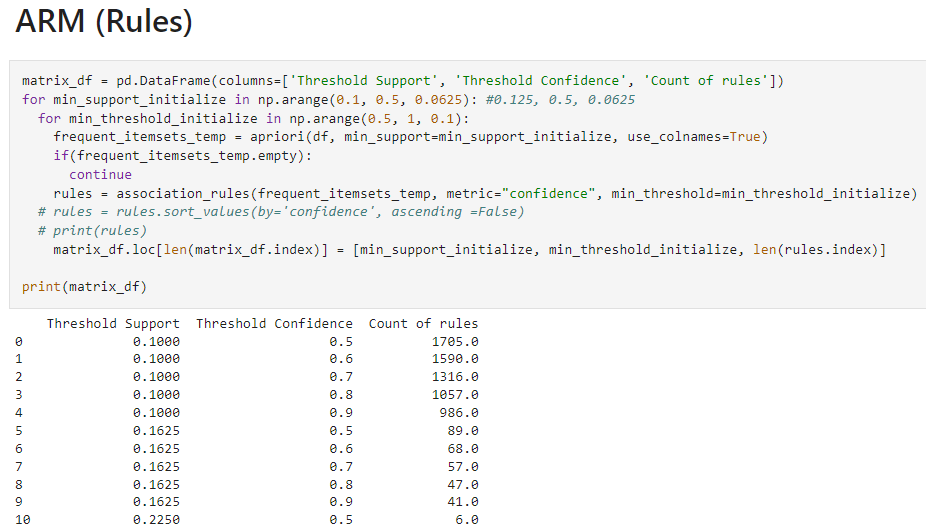 ARM (Rules)
matrix_df = pd.DataFrame(columns=['Threshold Support', 'Threshold Confidence', 'Count of rules'])
for min_support_initialize in np.arange(0.1, 0.5, 0.0625): #0.125, 0.5, 0.0625
  for min_threshold_initialize in np.arange(0.5, 1, 0.1):
    frequent_itemsets_temp = apriori(df, min_support=min_support_initialize, use_colnames=True)
    if(frequent_itemsets_temp.empty):
      continue
    rules = association_rules(frequent_itemsets_temp, metric="confidence", min_threshold=min_threshold_initialize)
  # rules = rules.sort_values(by='confidence', ascending =False)
  # print(rules)
    matrix_df.loc[len(matrix_df.index)] = [min_support_initialize, min_threshold_initialize, len(rules.index)]
print(matrix_df)
    Threshold Support  Threshold Confidence  Count of rules
0              0.1000                   0.5          1705.0
1              0.1000                   0.6          1590.0
2              0.1000                   0.7          1316.0
3              0.1000                   0.8          1057.0
4              0.1000                   0.9           986.0
5              0.1625                   0.5            89.0
6              0.1625                   0.6            68.0
7              0.1625                   0.7            57.0
8              0.1625                   0.8            47.0
9              0.1625                   0.9            41.0
10             0.2250                   0.5             6.0